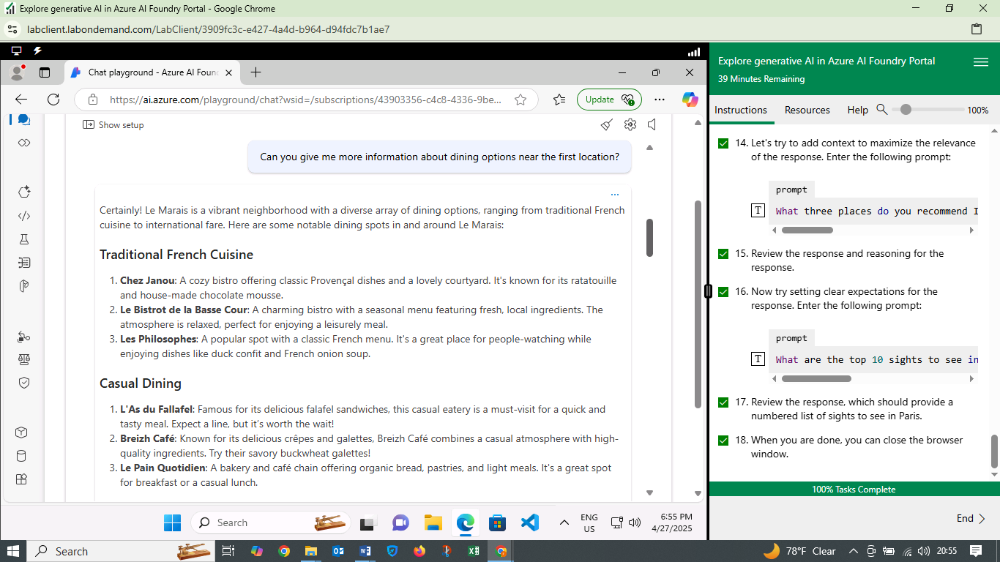 Explore generative AI in Azure AI Foundry Portal - Google Chrome
labclient.labondemand.com/LabClient/3909fc3c-e427-4a4d-b964-d94fdc7b1ae7
Chat playground - Azure AI Foun
https://ai.azure.com/playground/chat?wsid=/subscriptions/43903356-c4c8-4336-9be...
Update
Show setup
Can you give me more information about dining options near the first location?
Certainly! Le Marais is a vibrant neighborhood with a diverse array of dining options, ranging from traditional French
cuisine to international fare. Here are some notable dining spots in and around Le Marais:
Traditional French Cuisine
1. Chez Janou: A cozy bistro offering classic Provençal dishes and a lovely courtyard. It's known for its ratatouille
and house-made chocolate mousse.
2. Le Bistrot de la Basse Cour: A charming bistro with a seasonal menu featuring fresh, local ingredients. The
atmosphere is relaxed, perfect for enjoying a leisurely meal.
3. Les Philosophes: A popular spot with a classic French menu. It's a great place for people-watching while
enjoying dishes like duck confit and French onion soup.
Casual Dining
1. L'As du Fallafel: Famous for its delicious falafel sandwiches, this casual eatery is a must-visit for a quick and
tasty meal. Expect a line, but it's worth the wait!
2. Breizh Café: Known for its delicious crêpes and galettes, Breizh Café combines a casual atmosphere with high-
quality ingredients. Try their savory buckwheat galettes!
3. Le Pain Quotidien: A bakery and café chain offering organic bread, pastries, and light meals. It's a great spot
for breakfast or a casual lunch.
Search
ENG
US
6:55 PM
4/27/2025
Explore generative AI in Azure AI Foundry Portal
39 Minutes Remaining
Instructions
Resources
Help
100%
14. Let's try to add context to maximize the relevance
of the response. Enter the following prompt:
prompt
T
What three places do you recommend I
15. Review the response and reasoning for the
response.
16. Now try setting clear expectations for the
response. Enter the following prompt:
prompt
T
What are the top 10 sights to see in
17. Review the response, which should provide a
numbered list of sights to see in Paris.
18. When you are done, you can close the browser
window.
100% Tasks Complete
End
Search
78°F Clear
20:55